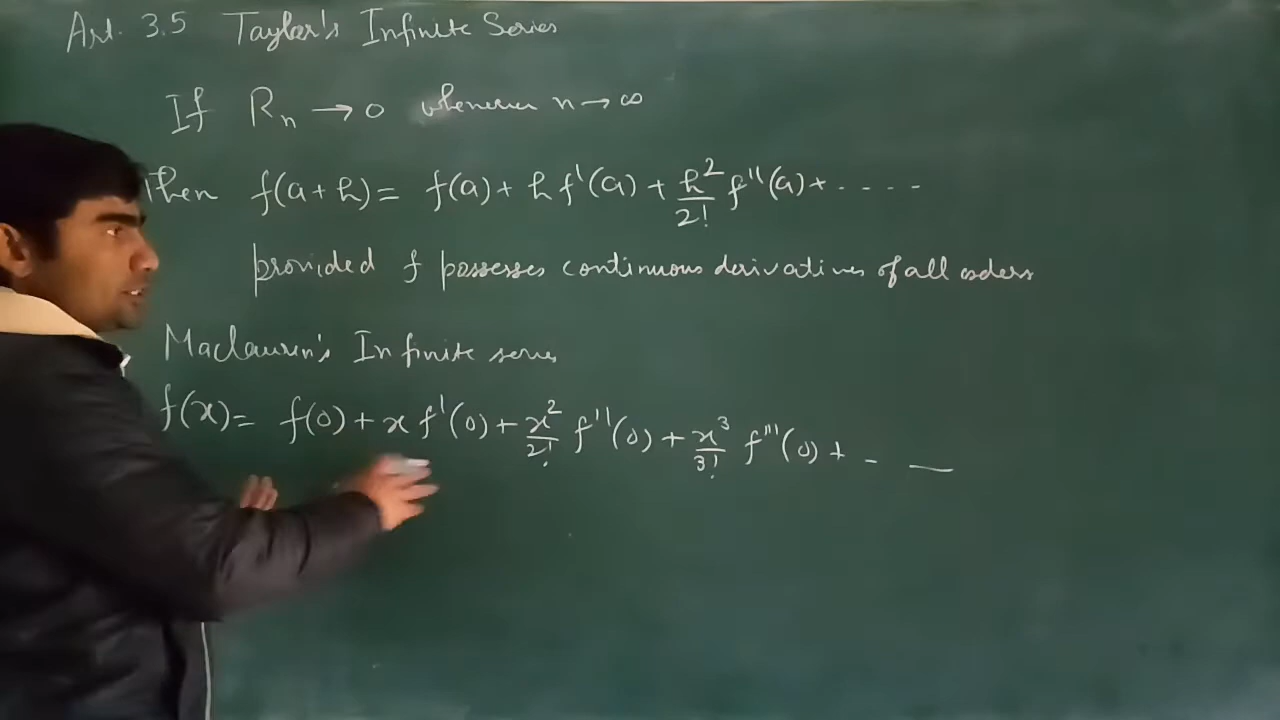 Art. 3.5 Taylor's Infinite Series
If Rn → 0 whenever n → ∞
Then f(a+h) = f(a) + h f'(a) + h²/2! f''(a) + ....
provided f possesses continuous derivatives of all orders
Maclaurin's Infinite series
f(x) = f(0) + x f'(0) + x²/2! f''(0) + x³/3! f'''(0) + - —